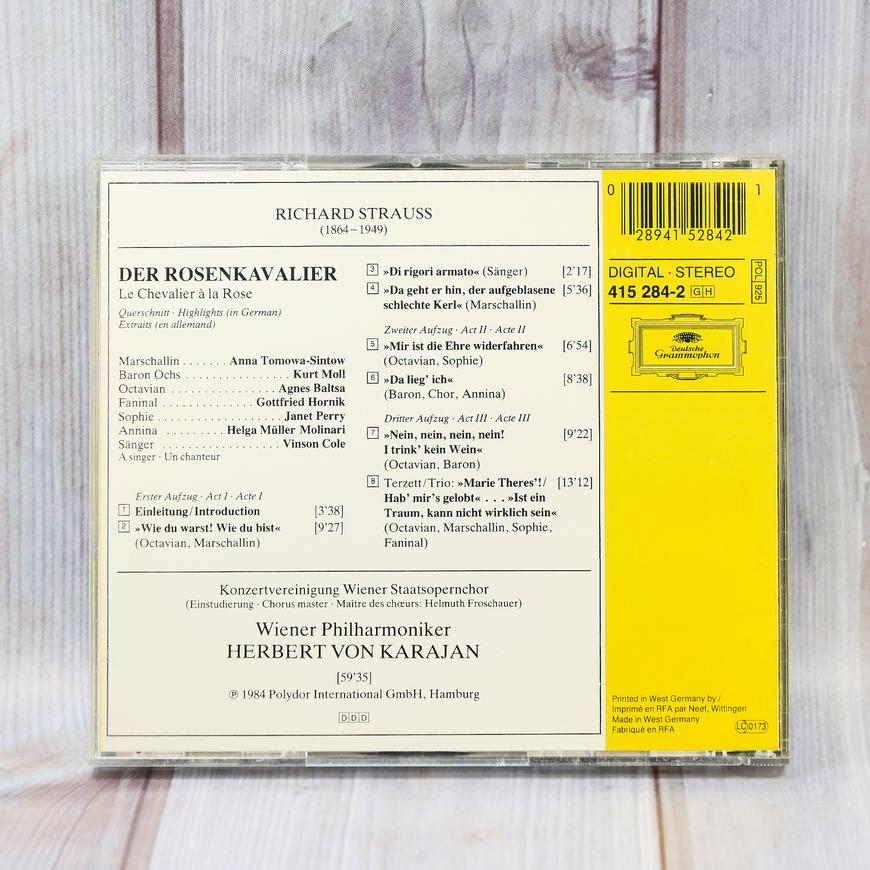 RICHARD STRAUSS
(1864–1949)
DER ROSENKAVALIER
Le Chevalier à la Rose
Querschnitt · Highlights (in German)
Extraits (en allemand)
Marschallin . . . . . . . Anna Tomowa-Sintow
Baron Ochs . . . . . . . . . . . . . . . . . Kurt Moll
Octavian . . . . . . . . . . . . . . . . . Agnes Baltsa
Faninal . . . . . . . . . . . . . . Gottfried Hornik
Sophie . . . . . . . . . . . . . . . . . . . Janet Perry
Annina . . . . . . . . . Helga Müller Molinari
Sänger . . . . . . . . . . . . . . . . . . Vinson Cole
A singer · Un chanteur
Erster Aufzug · Act I · Acte I
1 Einleitung/Introduction [3'38]
2 »Wie du warst! Wie du bist« [9'27]
(Octavian, Marschallin)
3 »Di rigori armato« (Sänger) [2'17]
4 »Da geht er hin, der aufgeblasene [5'36]
schlechte Kerl« (Marschallin)
Zweiter Aufzug · Act II · Acte II
5 »Mir ist die Ehre widerfahren« [6'54]
(Octavian, Sophie)
6 »Da lieg' ich« [8'38]
(Baron, Chor, Annina)
Dritter Aufzug · Act III · Acte III
7 »Nein, nein, nein, nein! [9'22]
I trink' kein Wein«
(Octavian, Baron)
8 Terzett/Trio: »Marie Theres'!/ [13'12]
Hab' mir's gelobt« . . . »Ist ein
Traum, kann nicht wirklich sein«
(Octavian, Marschallin, Sophie,
Faninal)
Konzertvereinigung Wiener Staatsopernchor
(Einstudierung · Chorus master · Maître des chœurs: Helmuth Froschauer)
Wiener Philharmoniker
HERBERT VON KARAJAN
[59'35]
℗ 1984 Polydor International GmbH, Hamburg
DDD
0 28941 52842 1
DIGITAL · STEREO
415 284-2 GH
POL 925
Deutsche
Grammophon
Printed in West Germany by /
Imprimé en RFA par Neef, Wittingen
Made in West Germany
Fabriqué en RFA
LC 0173